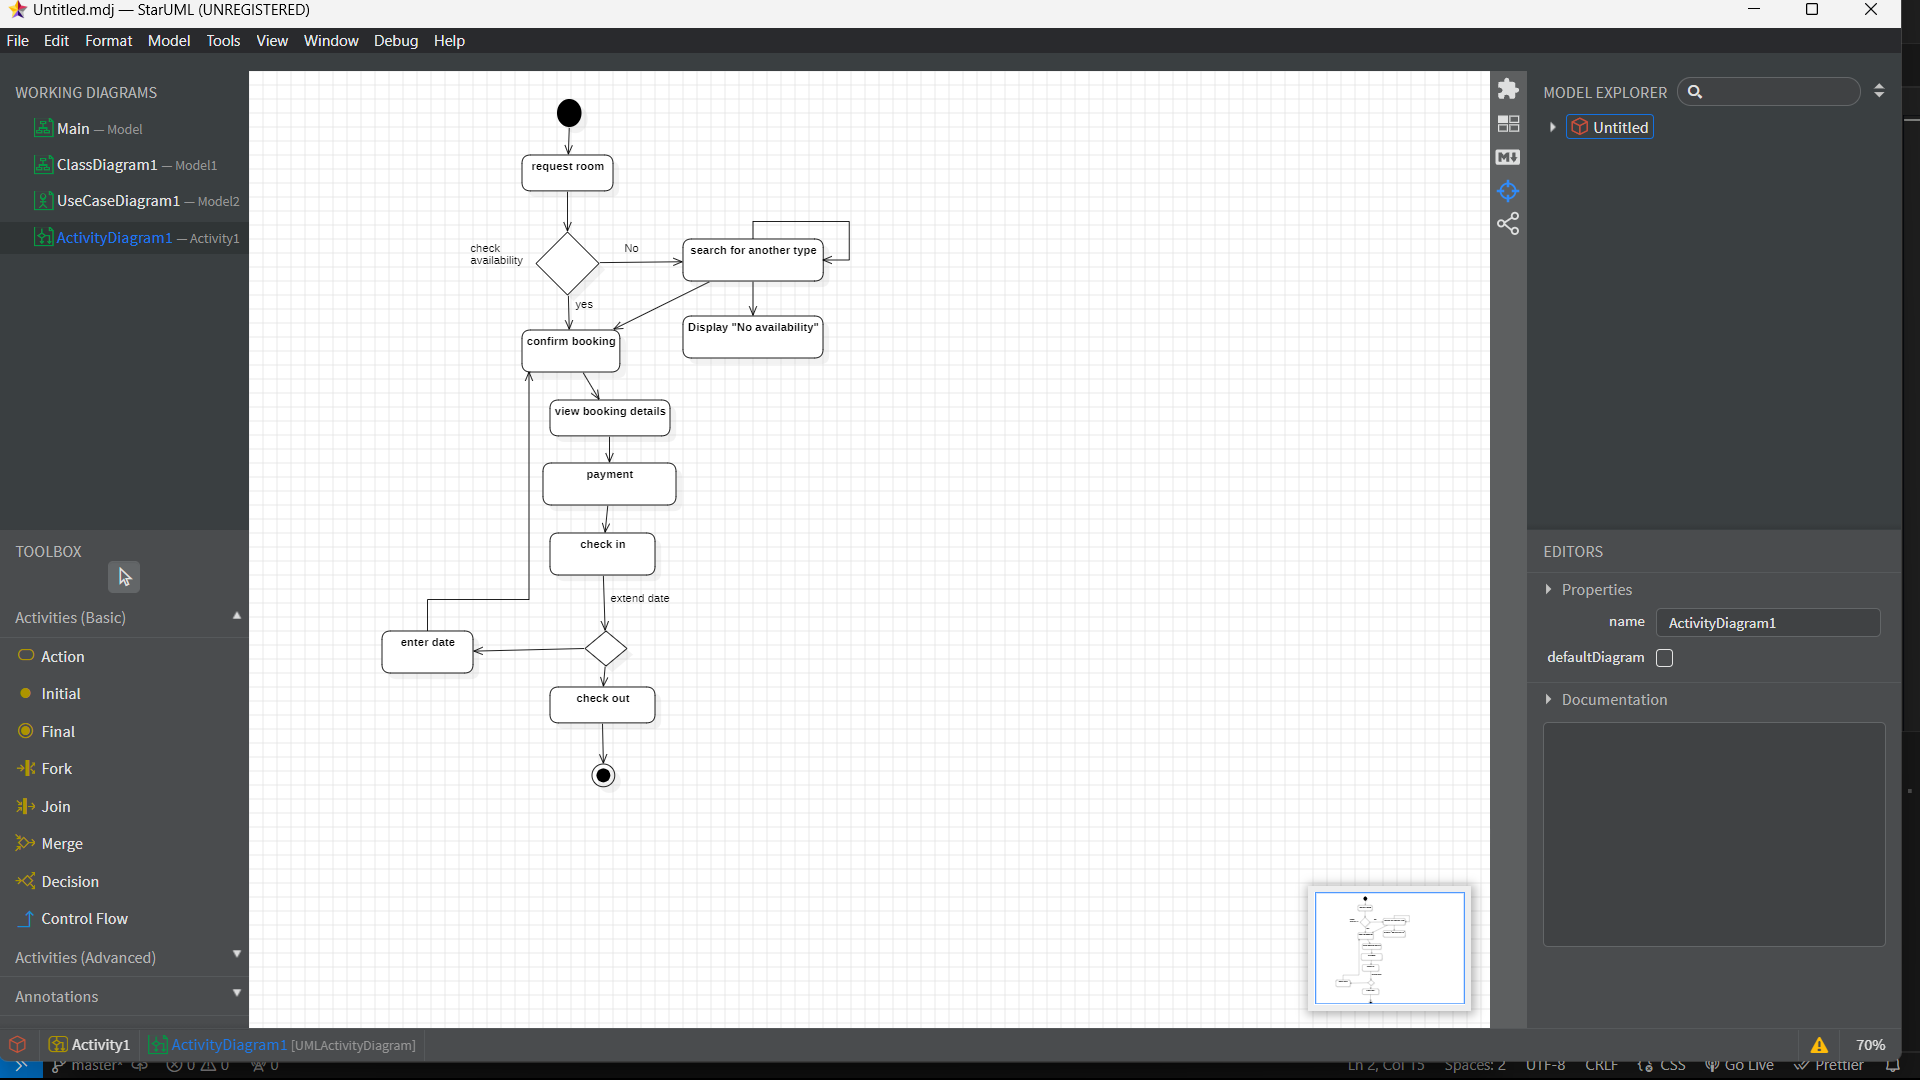 Untitled.mdj — StarUML (UNREGISTERED)
File Edit Format Model Tools View Window Debug Help
WORKING DIAGRAMS
Main — Model
ClassDiagram1 — Model1
UseCaseDiagram1 — Model2
ActivityDiagram1 — Activity1
TOOLBOX
Activities (Basic)
Action
Initial
Final
Fork
Join
Merge
Decision
Control Flow
Activities (Advanced)
Annotations
request room
check
availability
No
search for another type
yes
confirm booking
Display "No availability"
view booking details
payment
check in
extend date
enter date
check out
MODEL EXPLORER
Untitled
EDITORS
Properties
name ActivityDiagram1
defaultDiagram
Documentation
Activity1 ActivityDiagram1 [UMLActivityDiagram]
70%
master* 0 0 0 Ln 2, Col 15 Spaces: 2 UTF-8 CRLF CSS Go Live Prettier